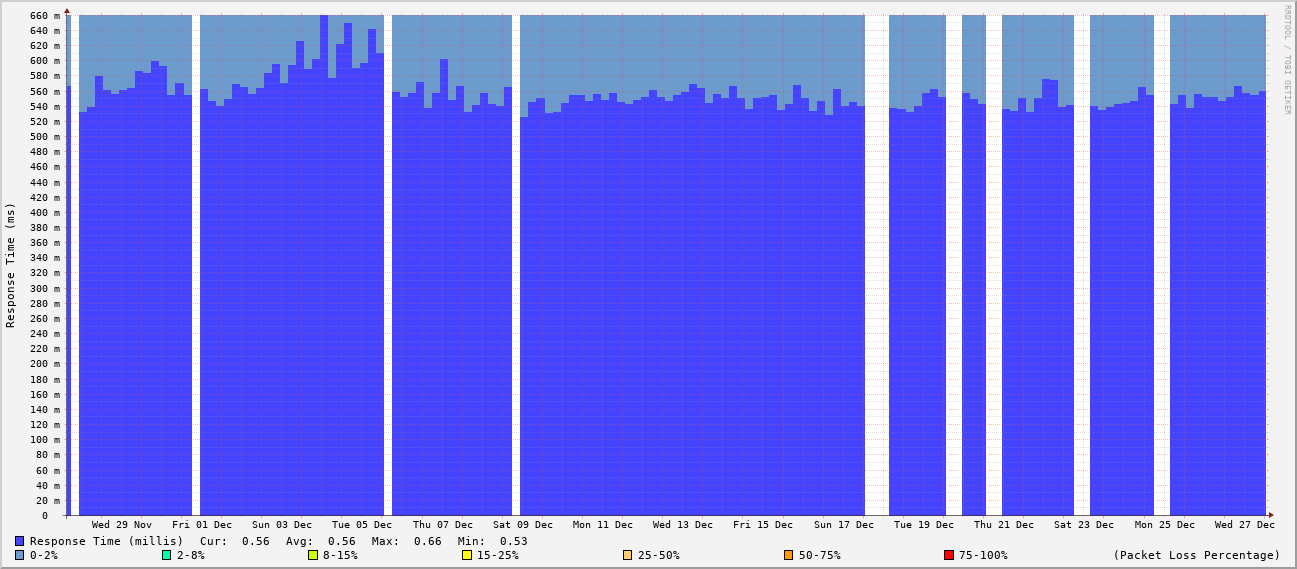 660 m
640 m
620 m
600 m
580 m
560 m
540 m
520 m
500 m
480 m
460 m
440 m
420 m
400 m
380 m
360 m
340 m
320 m
300 m
280 m
260 m
240 m
220 m
200 m
180 m
160 m
140 m
120 m
100 m
80 m
60 m
40 m
20 m
0
Response Time (ms)
RRDTOOL / TOBI OETIKER
Wed 29 Nov Fri 01 Dec Sun 03 Dec Tue 05 Dec Thu 07 Dec Sat 09 Dec Mon 11 Dec Wed 13 Dec Fri 15 Dec Sun 17 Dec Tue 19 Dec Thu 21 Dec Sat 23 Dec Mon 25 Dec Wed 27 Dec
Response Time (millis) Cur: 0.56 Avg: 0.56 Max: 0.66 Min: 0.53
0-2% 2-8% 8-15% 15-25% 25-50% 50-75% 75-100% (Packet Loss Percentage)